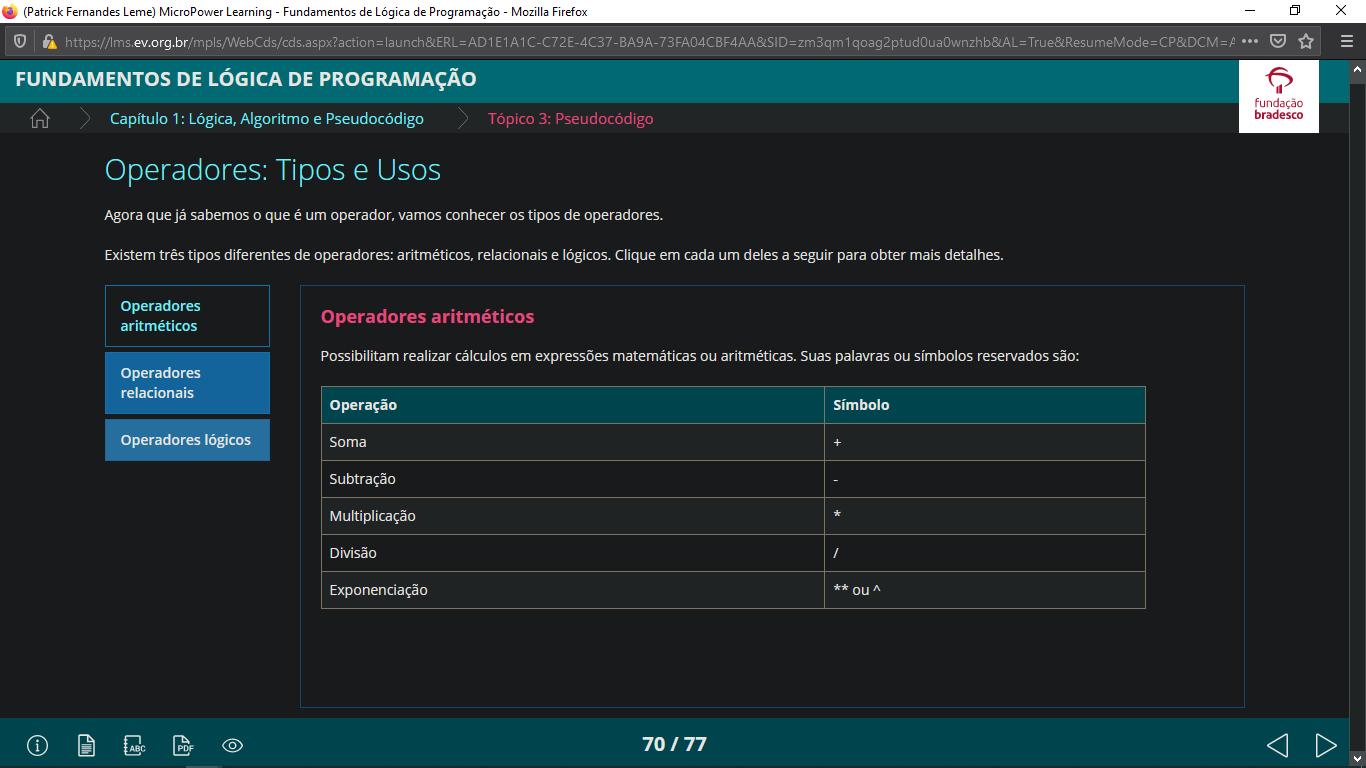 (Patrick Fernandes Leme) MicroPower Learning - Fundamentos de Lógica de Programação - Mozilla Firefox
https://lms.ev.org.br/mpls/WebCds/cds.aspx?action=launch&ERL=AD1E1A1C-C72E-4C37-BA9A-73FA04CBF4AA&SID=zm3qm1qoag2ptud0ua0wnzhb&AL=True&ResumeMode=CP&DCM=A
FUNDAMENTOS DE LÓGICA DE PROGRAMAÇÃO
fundação
bradesco
Capítulo 1: Lógica, Algoritmo e Pseudocódigo
Tópico 3: Pseudocódigo
Operadores: Tipos e Usos
Agora que já sabemos o que é um operador, vamos conhecer os tipos de operadores.
Existem três tipos diferentes de operadores: aritméticos, relacionais e lógicos. Clique em cada um deles a seguir para obter mais detalhes.
Operadores
aritméticos
Operadores
relacionais
Operadores lógicos
Operadores aritméticos
Possibilitam realizar cálculos em expressões matemáticas ou aritméticas. Suas palavras ou símbolos reservados são:
Operação Símbolo
Soma +
Subtração -
Multiplicação *
Divisão /
Exponenciação ** ou ^
ABC
PDF
70 / 77